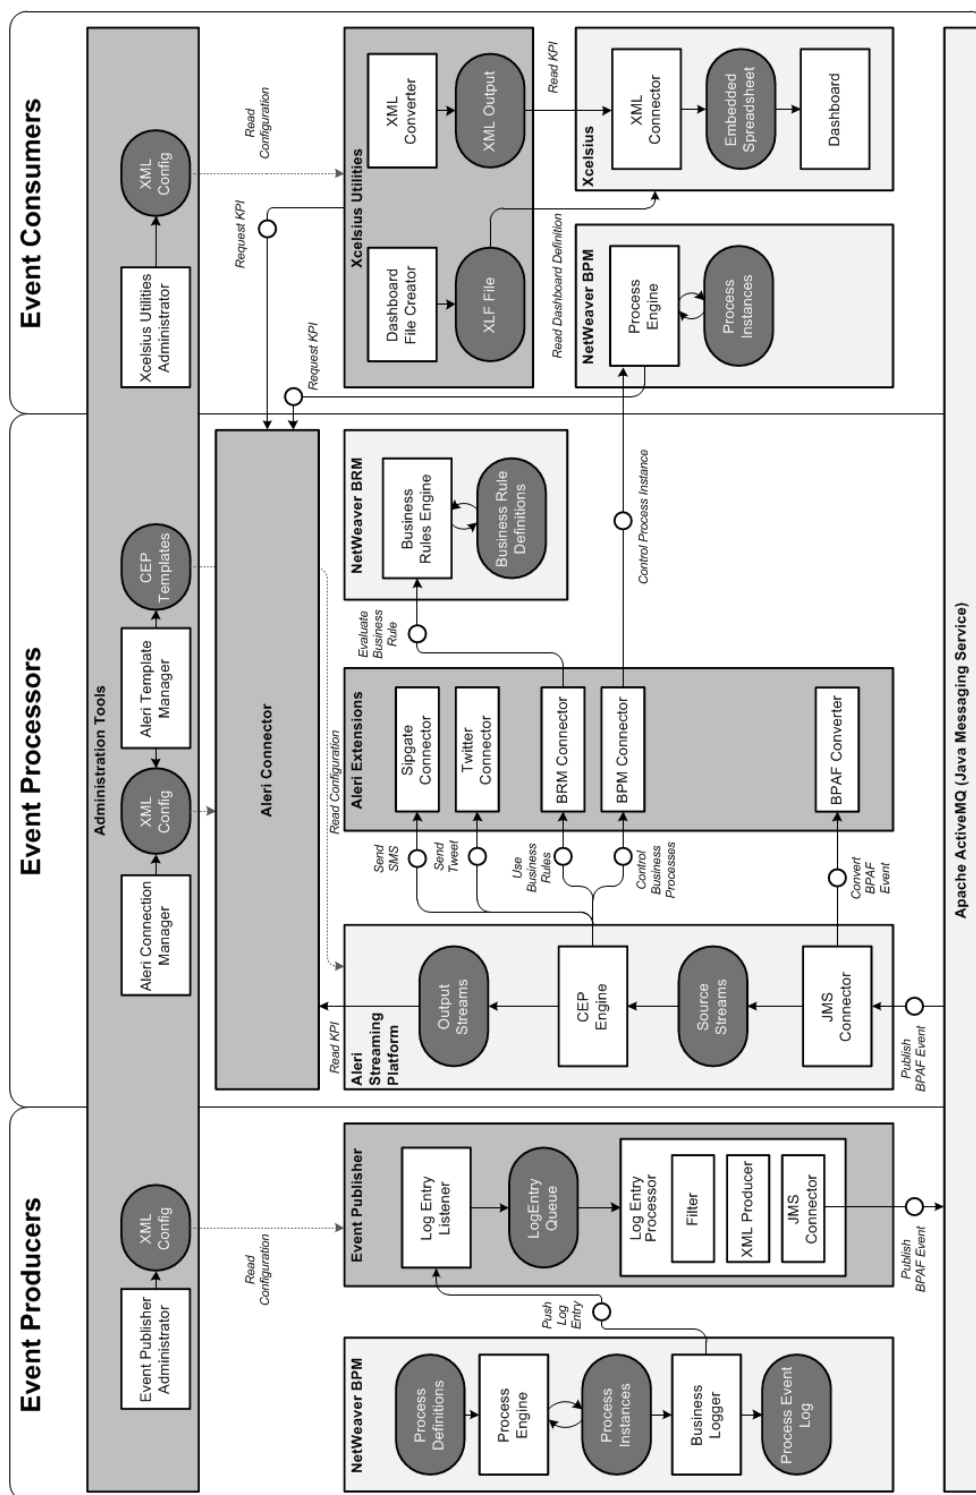 Event Producers
Event Processors
Event Consumers
Administration Tools
Event Publisher
Administrator
XML
Config
Aleri Connection
Manager
XML
Config
Aleri Template
Manager
CEP
Templates
Xcelsius Utilities
Administrator
XML
Config
Read
Configuration
Aleri Connector
Request KPI
Request KPI
Read
Configuration
Read KPI
Read Configuration
NetWeaver BPM
Process
Definitions
Process
Engine
Process
Instances
Business
Logger
Process Event
Log
Push
Log
Entry
Event Publisher
Log Entry
Listener
LogEntry
Queue
Log Entry
Processor
Filter
XML Producer
JMS
Connector
Publish
BPAF Event
Aleri
Streaming
Platform
Output
Streams
CEP
Engine
Source
Streams
JMS
Connector
Publish
BPAF Event
Send
SMS
Send
Tweet
Use
Business
Rules
Control
Business
Processes
Convert
BPAF
Event
Aleri Extensions
Sipgate
Connector
Twitter
Connector
BRM Connector
BPM Connector
BPAF Converter
Evaluate
Business
Rule
NetWeaver BRM
Business
Rules Engine
Business Rule
Definitions
Control Process Instance
Xcelsius Utilities
Dashboard
File Creator
XLF File
XML
Converter
XML Output
Read Dashboard Definition
Read KPI
NetWeaver BPM
Process
Engine
Process
Instances
Xcelsius
XML
Connector
Embedded
Spreadsheet
Dashboard
Apache ActiveMQ (Java Messaging Service)